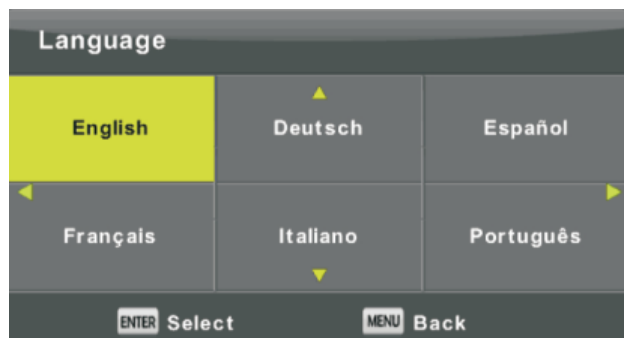 Language
English Deutsch Español
Français Italiano Português
ENTER Select MENU Back